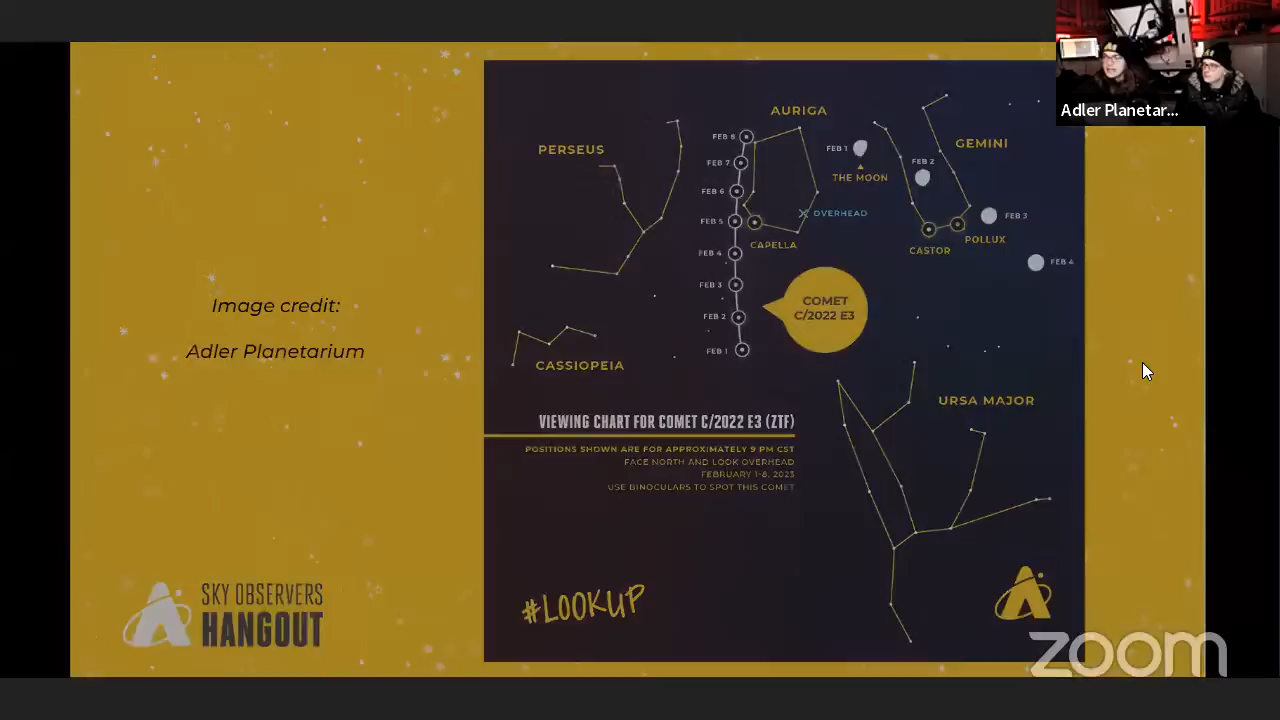 Adler Planetar...
Image credit:
Adler Planetarium
SKY OBSERVERS
HANGOUT
PERSEUS
AURIGA
GEMINI
FEB 8
FEB 7
FEB 6
FEB 5
FEB 4
FEB 3
FEB 2
FEB 1
FEB 1
THE MOON
FEB 2
FEB 3
FEB 4
OVERHEAD
CAPELLA
CASTOR
POLLUX
COMET
C/2022 E3
CASSIOPEIA
URSA MAJOR
VIEWING CHART FOR COMET C/2022 E3 (ZTF)
POSITIONS SHOWN ARE FOR APPROXIMATELY 9 PM CST
FACE NORTH AND LOOK OVERHEAD
FEBRUARY 1-8, 2023
USE BINOCULARS TO SPOT THIS COMET
#LOOKUP
zoom